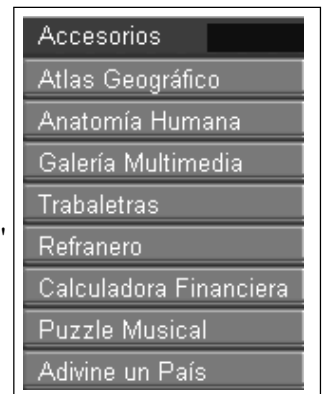 Accesorios
Atlas Geográfico
Anatomía Humana
Galería Multimedia
Trabaletras
Refranero
Calculadora Financiera
Puzzle Musical
Adivine un País